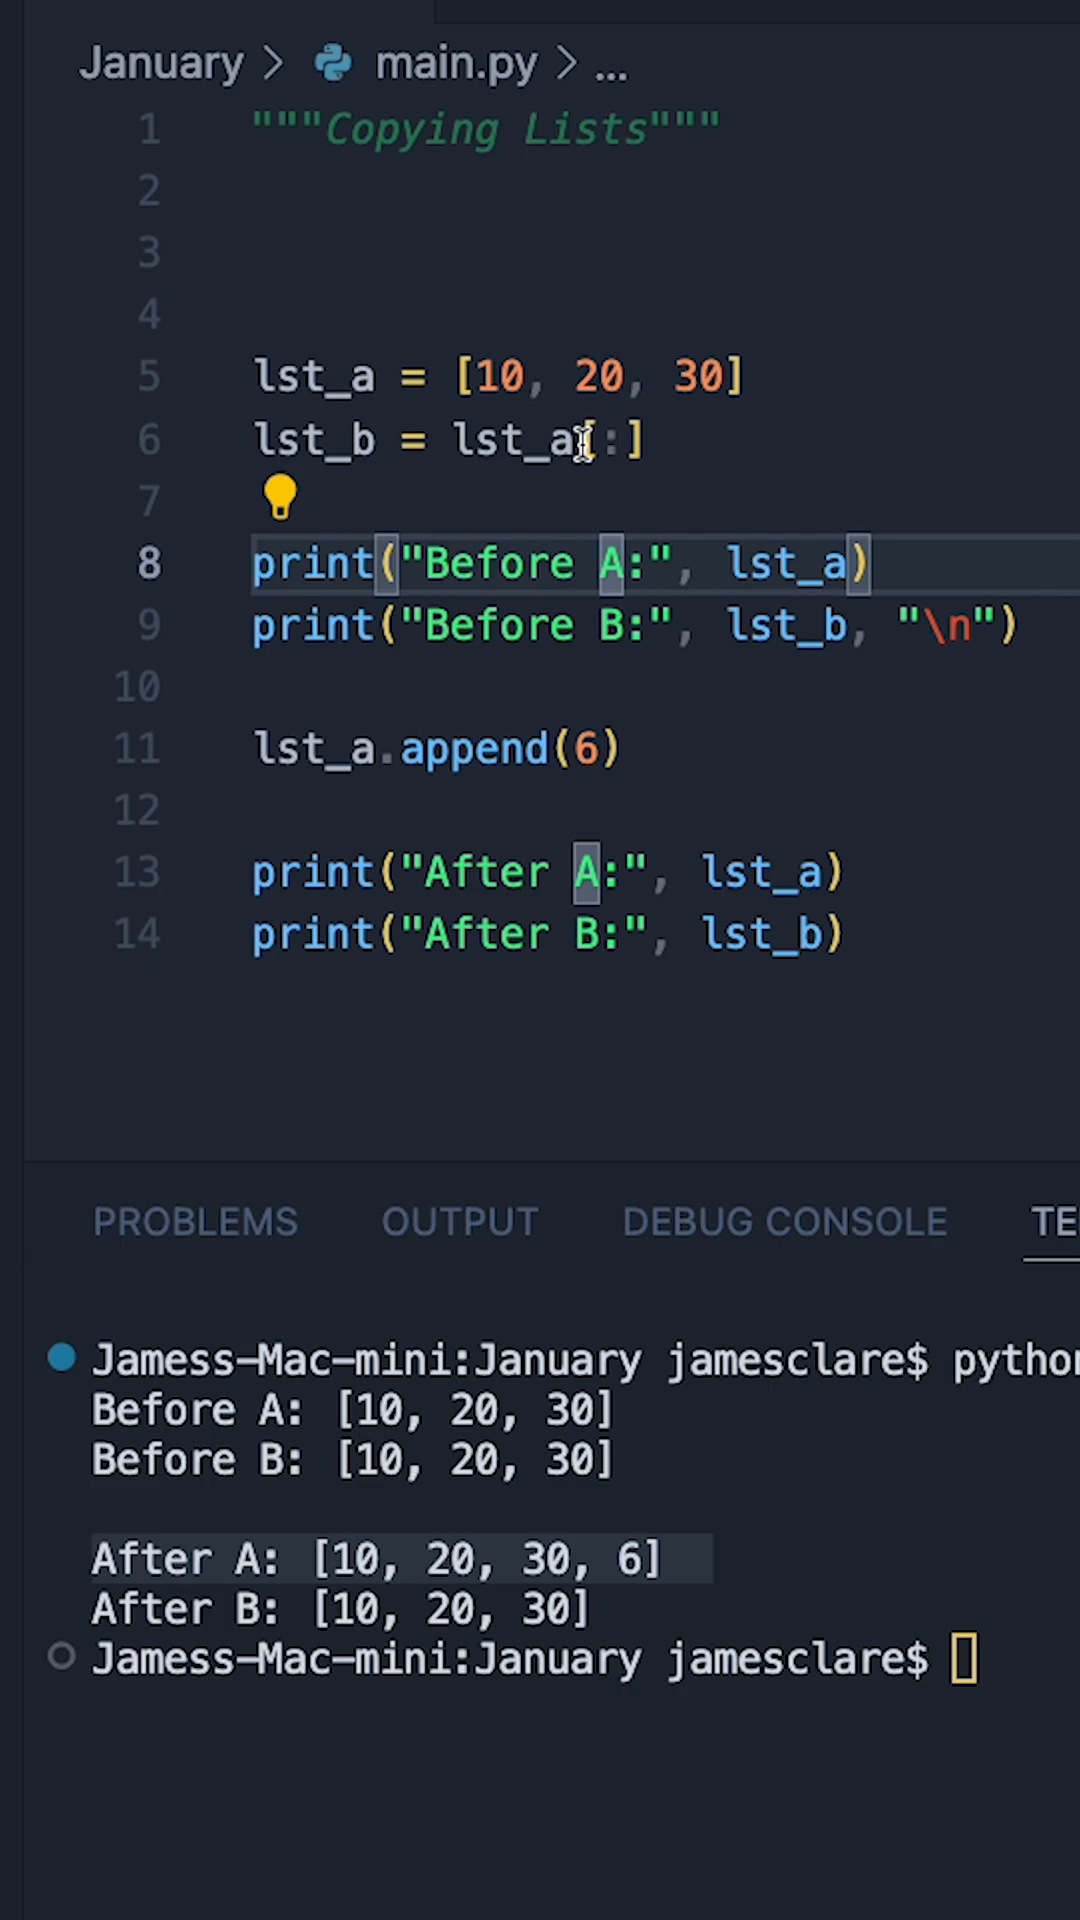 January > main.py > ...
1 """Copying Lists"""
2
3
4
5 lst_a = [10, 20, 30]
6 lst_b = lst_a[:]
7
8 print("Before A:", lst_a)
9 print("Before B:", lst_b, "\n")
10
11 lst_a.append(6)
12
13 print("After A:", lst_a)
14 print("After B:", lst_b)
PROBLEMS OUTPUT DEBUG CONSOLE TE
Jamess-Mac-mini:January jamesclare$ python
Before A: [10, 20, 30]
Before B: [10, 20, 30]
After A: [10, 20, 30, 6]
After B: [10, 20, 30]
Jamess-Mac-mini:January jamesclare$